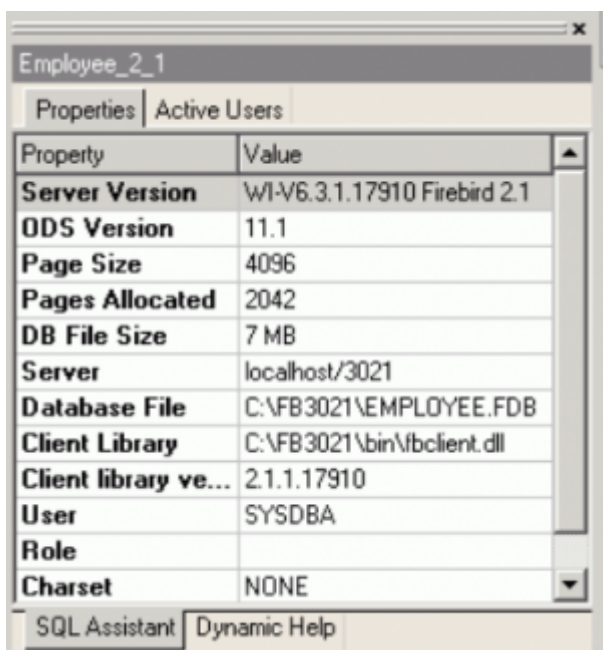 x
Employee_2_1
Properties Active Users
Property Value
Server Version WI-V6.3.1.17910 Firebird 2.1
ODS Version 11.1
Page Size 4096
Pages Allocated 2042
DB File Size 7 MB
Server localhost/3021
Database File C:\FB3021\EMPLOYEE.FDB
Client Library C:\FB3021\bin\fbclient.dll
Client library ve... 2.1.1.17910
User SYSDBA
Role
Charset NONE
SQL Assistant Dynamic Help